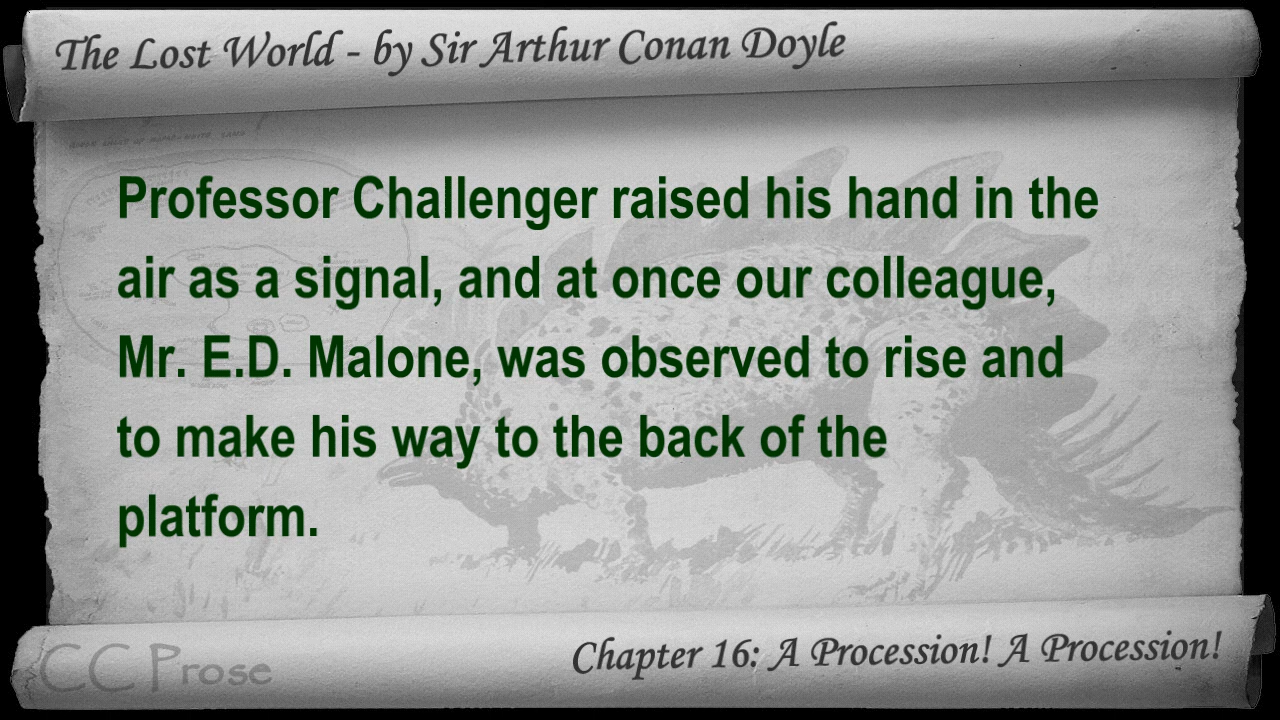 The Lost World - by Sir Arthur Conan Doyle
Professor Challenger raised his hand in the
air as a signal, and at once our colleague,
Mr. E.D. Malone, was observed to rise and
to make his way to the back of the
platform.
CC Prose
Chapter 16: A Procession! A Procession!